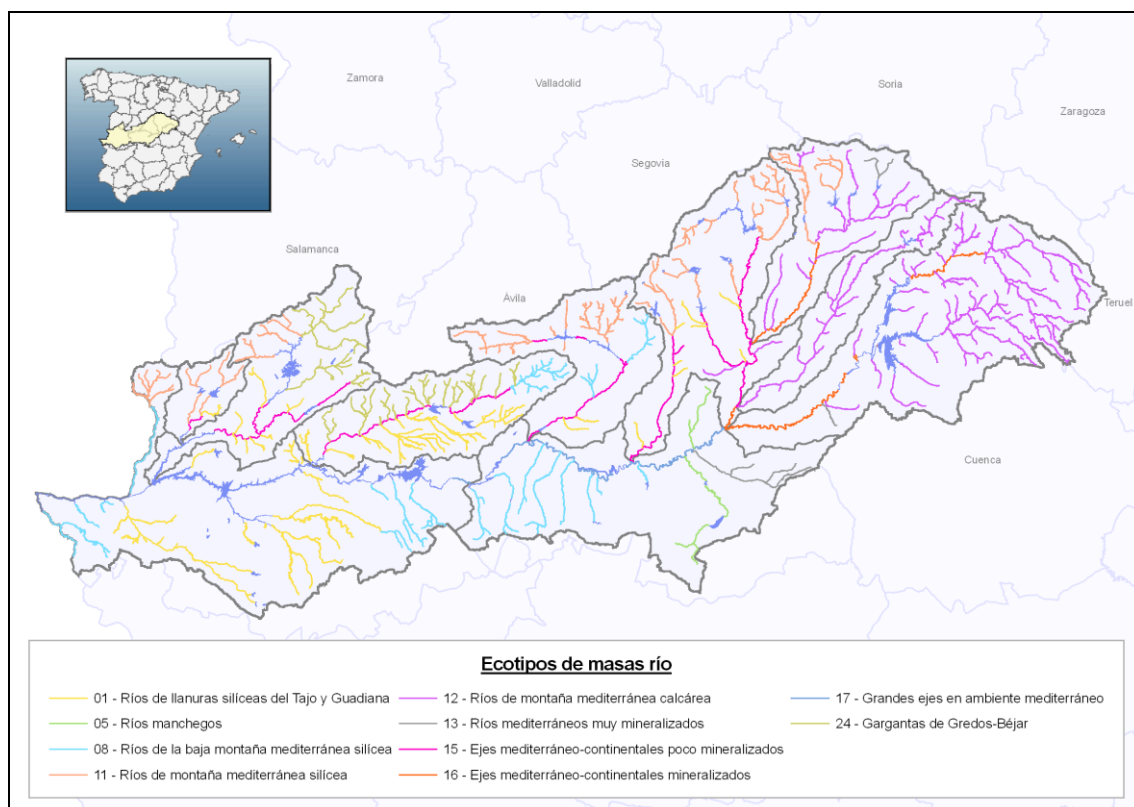 Zamora
Valladolid
Soria
Zaragoza
Segovia
Salamanca
Ávila
Teruel
Cuenca
Ecotipos de masas río
01 - Ríos de llanuras silíceas del Tajo y Guadiana
05 - Ríos manchegos
08 - Ríos de la baja montaña mediterránea silícea
11 - Ríos de montaña mediterránea silícea
12 - Ríos de montaña mediterránea calcárea
13 - Ríos mediterráneos muy mineralizados
15 - Ejes mediterráneo-continentales poco mineralizados
16 - Ejes mediterráneo-continentales mineralizados
17 - Grandes ejes en ambiente mediterráneo
24 - Gargantas de Gredos-Béjar